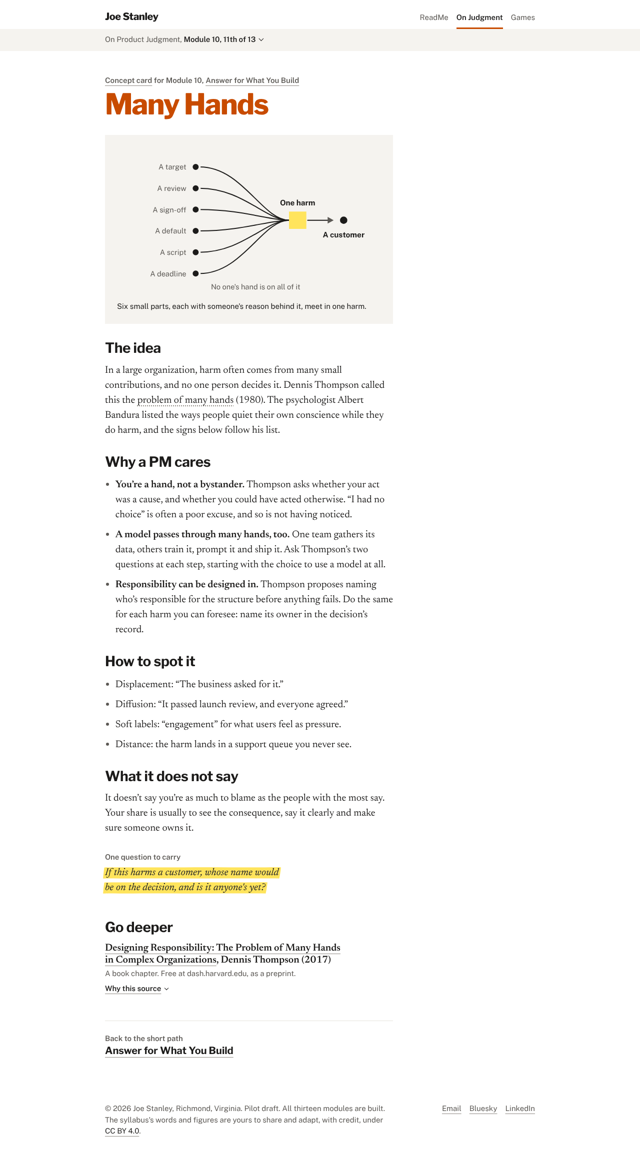 Joe Stanley
ReadMe On Judgment Games
On Product Judgment, Module 10, 11th of 13
Concept card for Module 10, Answer for What You Build
Many Hands
A target
A review
A sign-off
A default
A script
A deadline
One harm
A customer
No one's hand is on all of it
Six small parts, each with someone's reason behind it, meet in one harm.
The idea
In a large organization, harm often comes from many small
contributions, and no one person decides it. Dennis Thompson called
this the problem of many hands (1980). The psychologist Albert
Bandura listed the ways people quiet their own conscience while they
do harm, and the signs below follow his list.
Why a PM cares
• You're a hand, not a bystander. Thompson asks whether your act
was a cause, and whether you could have acted otherwise. “I had no
choice” is often a poor excuse, and so is not having noticed.
• A model passes through many hands, too. One team gathers its
data, others train it, prompt it and ship it. Ask Thompson's two
questions at each step, starting with the choice to use a model at all.
• Responsibility can be designed in. Thompson proposes naming
who's responsible for the structure before anything fails. Do the same
for each harm you can foresee: name its owner in the decision's
record.
How to spot it
• Displacement: “The business asked for it.”
• Diffusion: “It passed launch review, and everyone agreed.”
• Soft labels: “engagement” for what users feel as pressure.
• Distance: the harm lands in a support queue you never see.
What it does not say
It doesn't say you're as much to blame as the people with the most say.
Your share is usually to see the consequence, say it clearly and make
sure someone owns it.
One question to carry
If this harms a customer, whose name would
be on the decision, and is it anyone's yet?
Go deeper
Designing Responsibility: The Problem of Many Hands
in Complex Organizations, Dennis Thompson (2017)
A book chapter. Free at dash.harvard.edu, as a preprint.
Why this source
Back to the short path
Answer for What You Build
© 2026 Joe Stanley, Richmond, Virginia. Pilot draft. All thirteen modules are built.
The syllabus's words and figures are yours to share and adapt, with credit, under
CC BY 4.0.
Email Bluesky LinkedIn